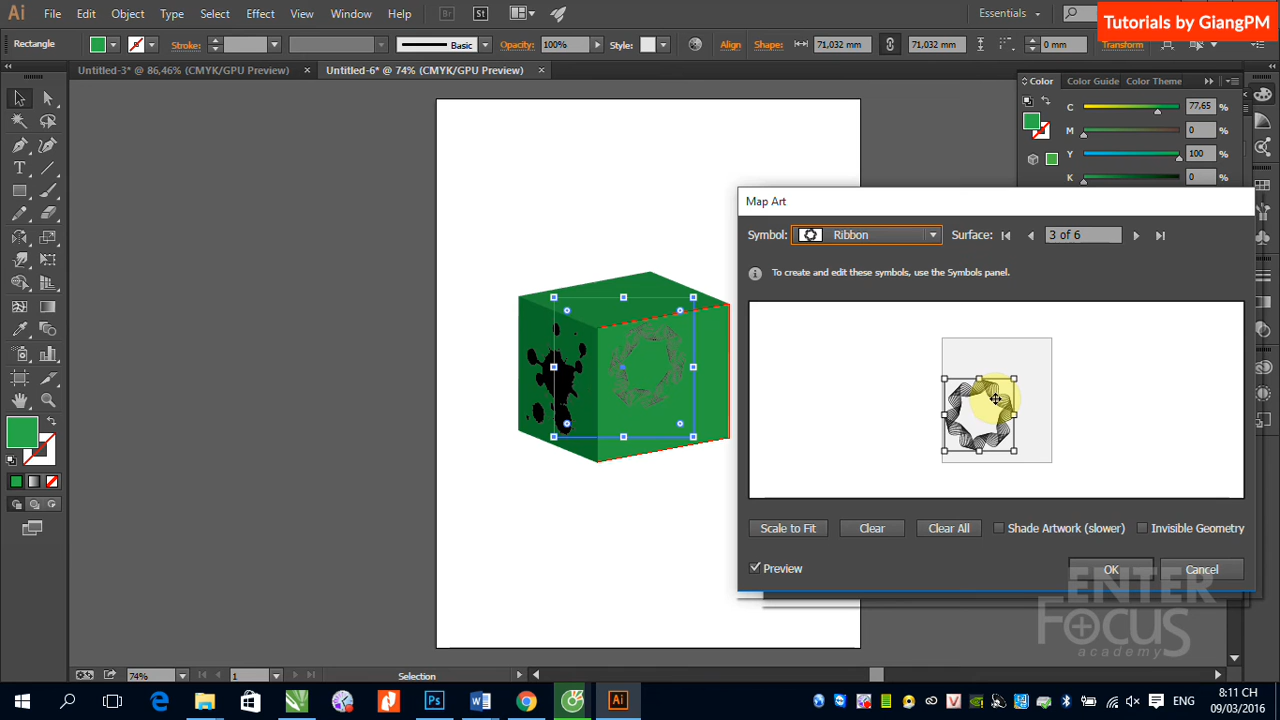 Ai File Edit Object Type Select Effect View Window Help Br St Essentials
Tutorials by GiangPM
Rectangle Stroke: Basic Opacity: 100% Style: Align Shape: 71,032 mm 71,032 mm 0 mm Transform
Untitled-3* @ 86,46% (CMYK/GPU Preview) × Untitled-6* @ 74% (CMYK/GPU Preview) ×
Color Color Guide Color Theme
C 77,65 %
M 0 %
Y 100 %
K 0 %
Map Art
Symbol: Ribbon Surface: 3 of 6
To create and edit these symbols, use the Symbols panel.
Scale to Fit Clear Clear All Shade Artwork (slower) Invisible Geometry
Preview OK Cancel
ENTER
FOCUS
academy
74% 1 Selection
Ps W Ai V ENG 8:11 CH
09/03/2016